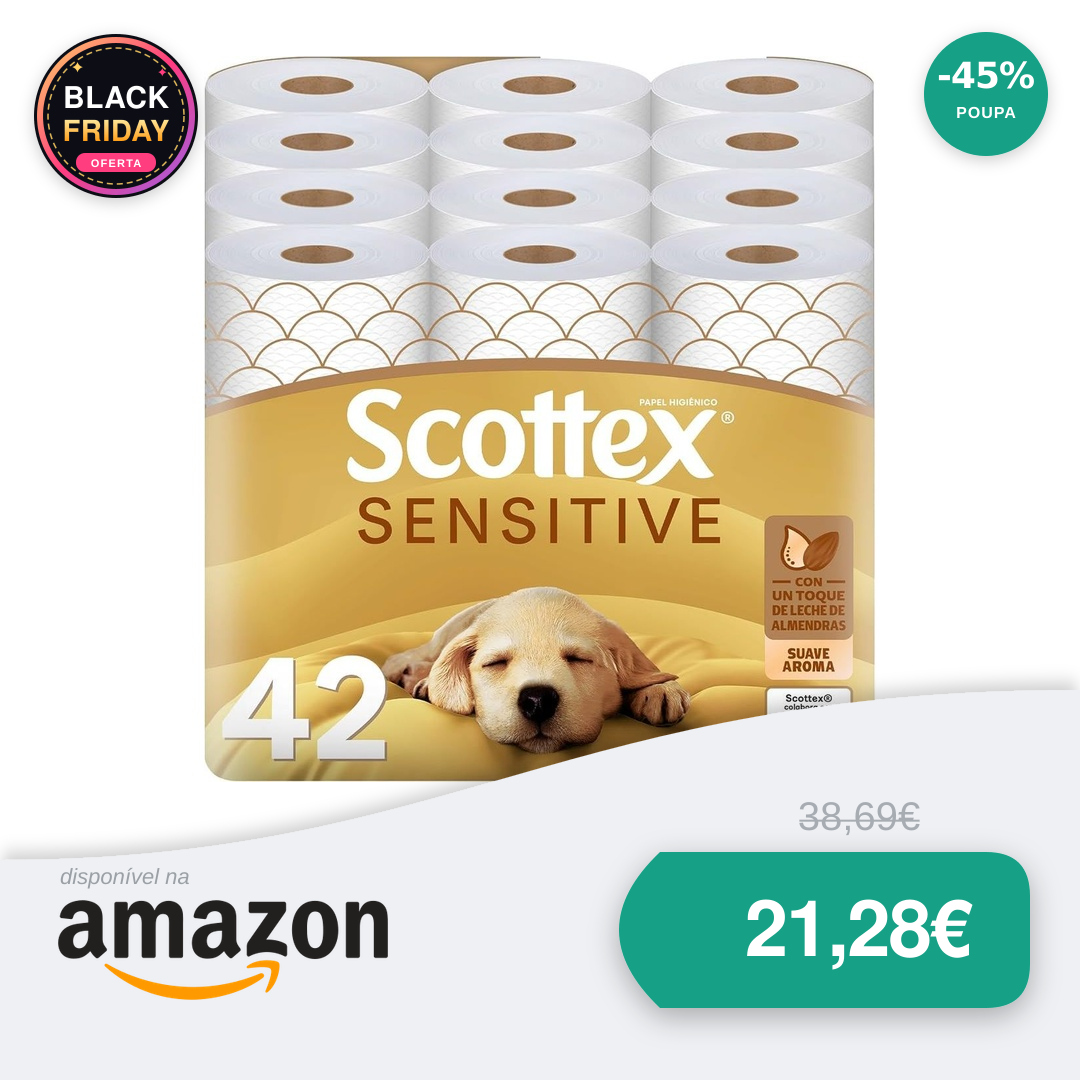 BLACK
FRIDAY
OFERTA
-45%
POUPA
PAPEL HIGIÉNICO
Scottex®
SENSITIVE
CON
UN TOQUE
DE LECHE DE
ALMENDRAS
SUAVE
AROMA
Scottex®
42
38,69€
disponível na
amazon
21,28€